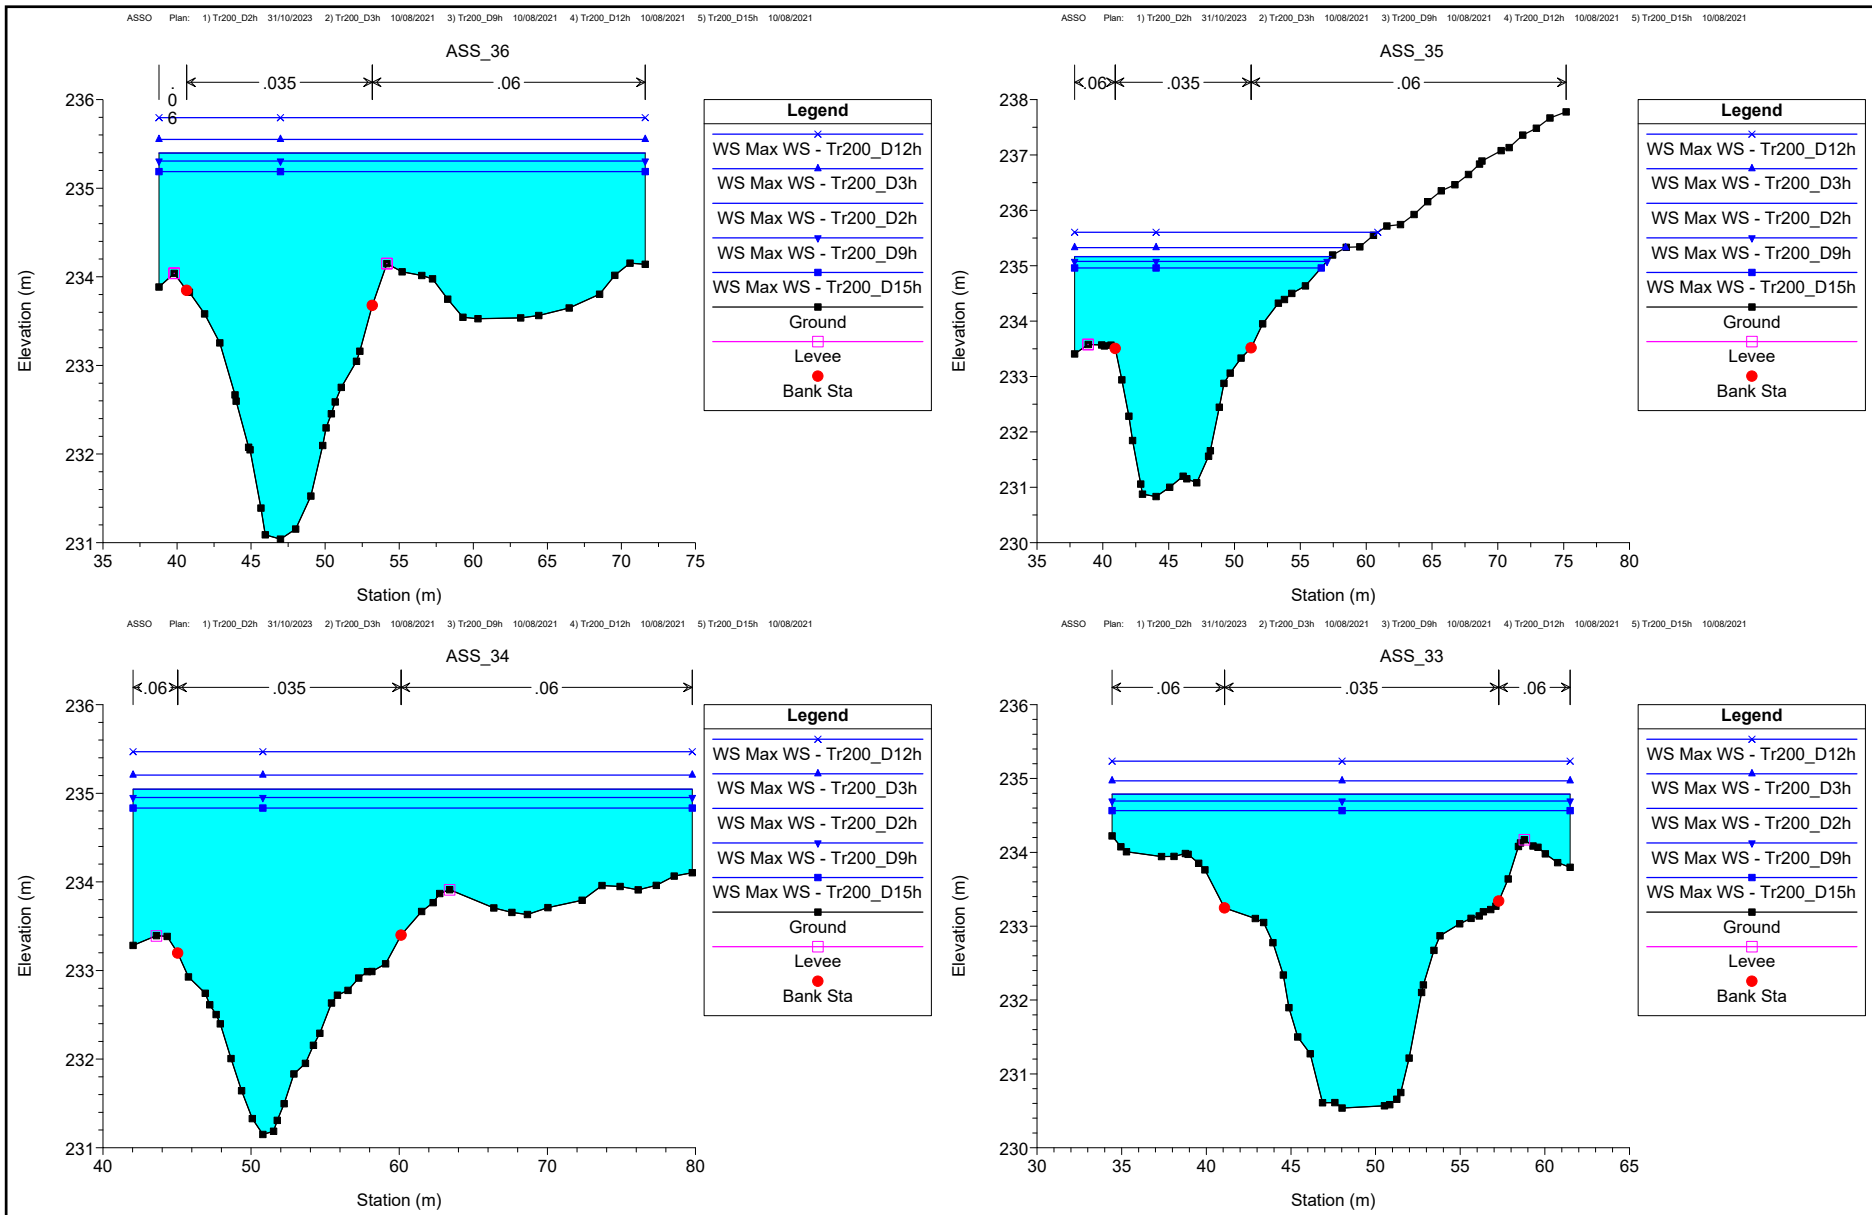 ASSO Plan: 1) Tr200_D2h 31/10/2023 2) Tr200_D3h 10/08/2021 3) Tr200_D9h 10/08/2021 4) Tr200_D12h 10/08/2021 5) Tr200_D15h 10/08/2021
ASS_36
.06 .035 .06
236
235
234
233
232
231
35 40 45 50 55 60 65 70 75
Elevation (m)
Station (m)
Legend
WS Max WS - Tr200_D12h
WS Max WS - Tr200_D3h
WS Max WS - Tr200_D2h
WS Max WS - Tr200_D9h
WS Max WS - Tr200_D15h
Ground
Levee
Bank Sta
ASSO Plan: 1) Tr200_D2h 31/10/2023 2) Tr200_D3h 10/08/2021 3) Tr200_D9h 10/08/2021 4) Tr200_D12h 10/08/2021 5) Tr200_D15h 10/08/2021
ASS_35
.06 .035 .06
238
237
236
235
234
233
232
231
230
35 40 45 50 55 60 65 70 75 80
Elevation (m)
Station (m)
Legend
WS Max WS - Tr200_D12h
WS Max WS - Tr200_D3h
WS Max WS - Tr200_D2h
WS Max WS - Tr200_D9h
WS Max WS - Tr200_D15h
Ground
Levee
Bank Sta
ASSO Plan: 1) Tr200_D2h 31/10/2023 2) Tr200_D3h 10/08/2021 3) Tr200_D9h 10/08/2021 4) Tr200_D12h 10/08/2021 5) Tr200_D15h 10/08/2021
ASS_34
.06 .035 .06
236
235
234
233
232
231
40 50 60 70 80
Elevation (m)
Station (m)
Legend
WS Max WS - Tr200_D12h
WS Max WS - Tr200_D3h
WS Max WS - Tr200_D2h
WS Max WS - Tr200_D9h
WS Max WS - Tr200_D15h
Ground
Levee
Bank Sta
ASSO Plan: 1) Tr200_D2h 31/10/2023 2) Tr200_D3h 10/08/2021 3) Tr200_D9h 10/08/2021 4) Tr200_D12h 10/08/2021 5) Tr200_D15h 10/08/2021
ASS_33
.06 .035 .06
236
235
234
233
232
231
230
30 35 40 45 50 55 60 65
Elevation (m)
Station (m)
Legend
WS Max WS - Tr200_D12h
WS Max WS - Tr200_D3h
WS Max WS - Tr200_D2h
WS Max WS - Tr200_D9h
WS Max WS - Tr200_D15h
Ground
Levee
Bank Sta